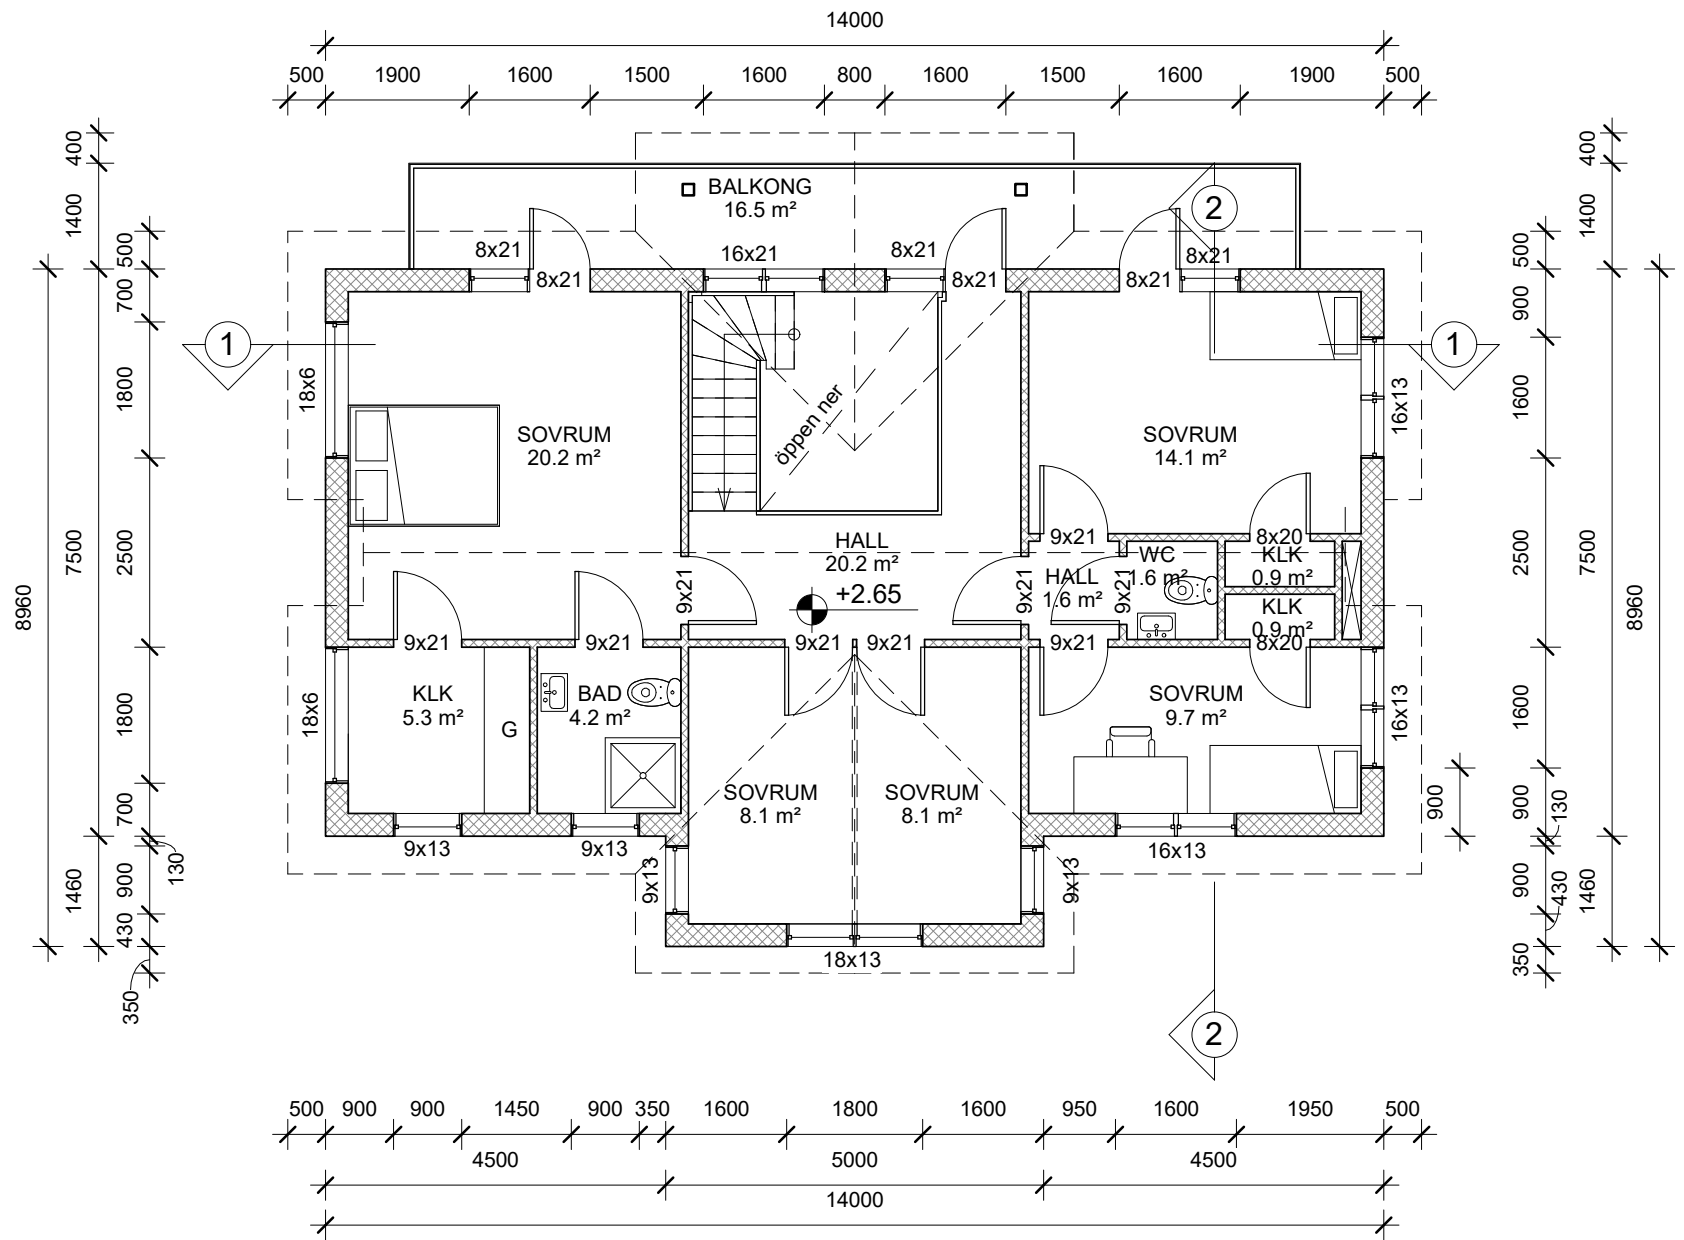 14000
500 1900 1600 1500 1600 800 1600 1500 1600 1900 500
400
1400
500
700
1800
2500
1800
700
130
900
430
350
7500
1460
8960
400
1400
500
900
1600
2500
1600
900
900
130
900
430
350
7500
1460
8960
BALKONG
16.5 m²
2
8x21
8x21
16x21
8x21
8x21
8x21
8x21
1
1
18x6
16x13
SOVRUM
20.2 m²
öppen ner
SOVRUM
14.1 m²
HALL
20.2 m²
+2.65
9x21
9x21
9x21
8x20
HALL
1.6 m²
9x21
WC
1.6 m²
KLK
0.9 m²
KLK
0.9 m²
8x20
9x21
9x21
9x21
9x21
9x21
18x6
KLK
5.3 m²
G
BAD
4.2 m²
SOVRUM
8.1 m²
SOVRUM
8.1 m²
SOVRUM
9.7 m²
16x13
9x13
9x13
9x13
9x13
16x13
18x13
2
500 900 900 1450 900 350 1600 1800 1600 950 1600 1950 500
4500 5000 4500
14000